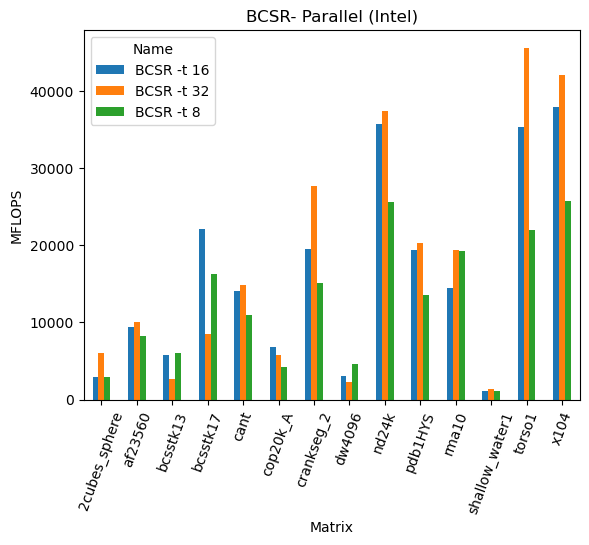 BCSR- Parallel (Intel)
Name
BCSR -t 16
BCSR -t 32
BCSR -t 8
MFLOPS
40000
30000
20000
10000
0
2cubes_sphere
af23560
bcsstk13
bcsstk17
cant
cop20k_A
crankseg_2
dw4096
nd24k
pdb1HYS
rma10
shallow_water1
torso1
x104
Matrix